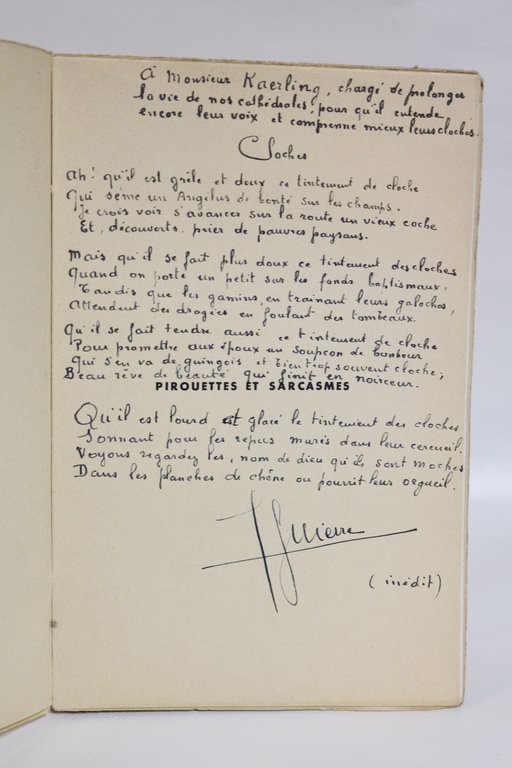 A Monsieur Kaerling, chargé de prolonger
la vie de nos cathédrales, pour qu'il entende
encore leur voix et comprenne mieux leurs cloches.
Cloches
Ah! qu'il est grêle et doux ce tintement de cloche
Qui sème un Angélus de bonté sur les champs.
Je crois voir s'avancer sur la route un vieux coche
Et, découverts, prier de pauvres paysans.
Mais qu'il se fait plus doux ce tintement des cloches
Quand on porte un petit sur les fonds baptismaux.
Tandis que les gamins, en trainant leurs galoches,
Attendent des dragées en foulant des tombeaux.
Qu'il se fait tendre aussi ce tintement de cloche
Pour promettre aux époux un soupçon de bonheur
Qui s'en va de guingois et bien trop souvent cloche;
Beau rêve de beauté qui finit en noirceur.
PIROUETTES ET SARCASMES
Qu'il est lourd et glacé le tintement des cloches
Sonnant pour les repus murés dans leur cercueil.
Voyons regardez les, nom de dieu qu'ils sont moches
Dans les planches de chêne ou pourrit leur orgueil.
(inédit)